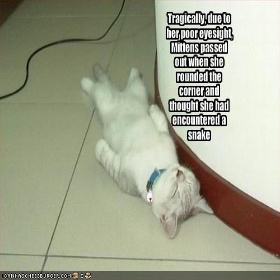 Tragically, due to
her poor eyesight,
Mittens passed
out when she
rounded the
corner and
thought she had
encountered a
snake